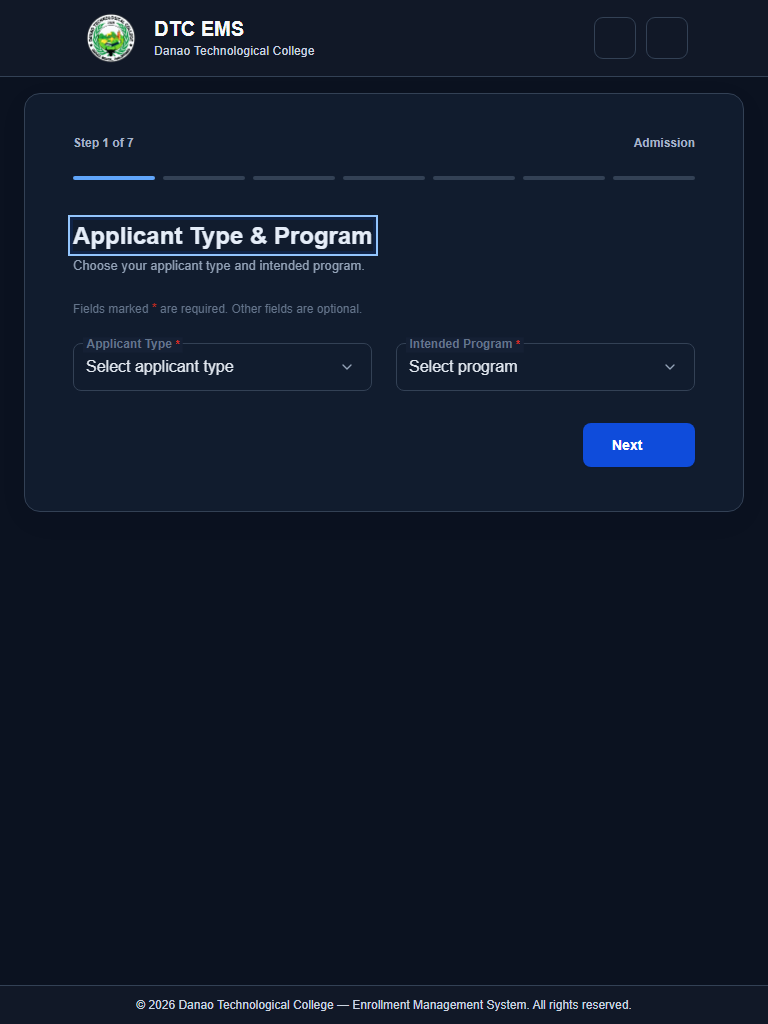 DTC EMS
Danao Technological College
Step 1 of 7
Admission
Applicant Type & Program
Choose your applicant type and intended program.
Fields marked * are required. Other fields are optional.
Applicant Type *
Select applicant type
Intended Program *
Select program
Next
© 2026 Danao Technological College — Enrollment Management System. All rights reserved.